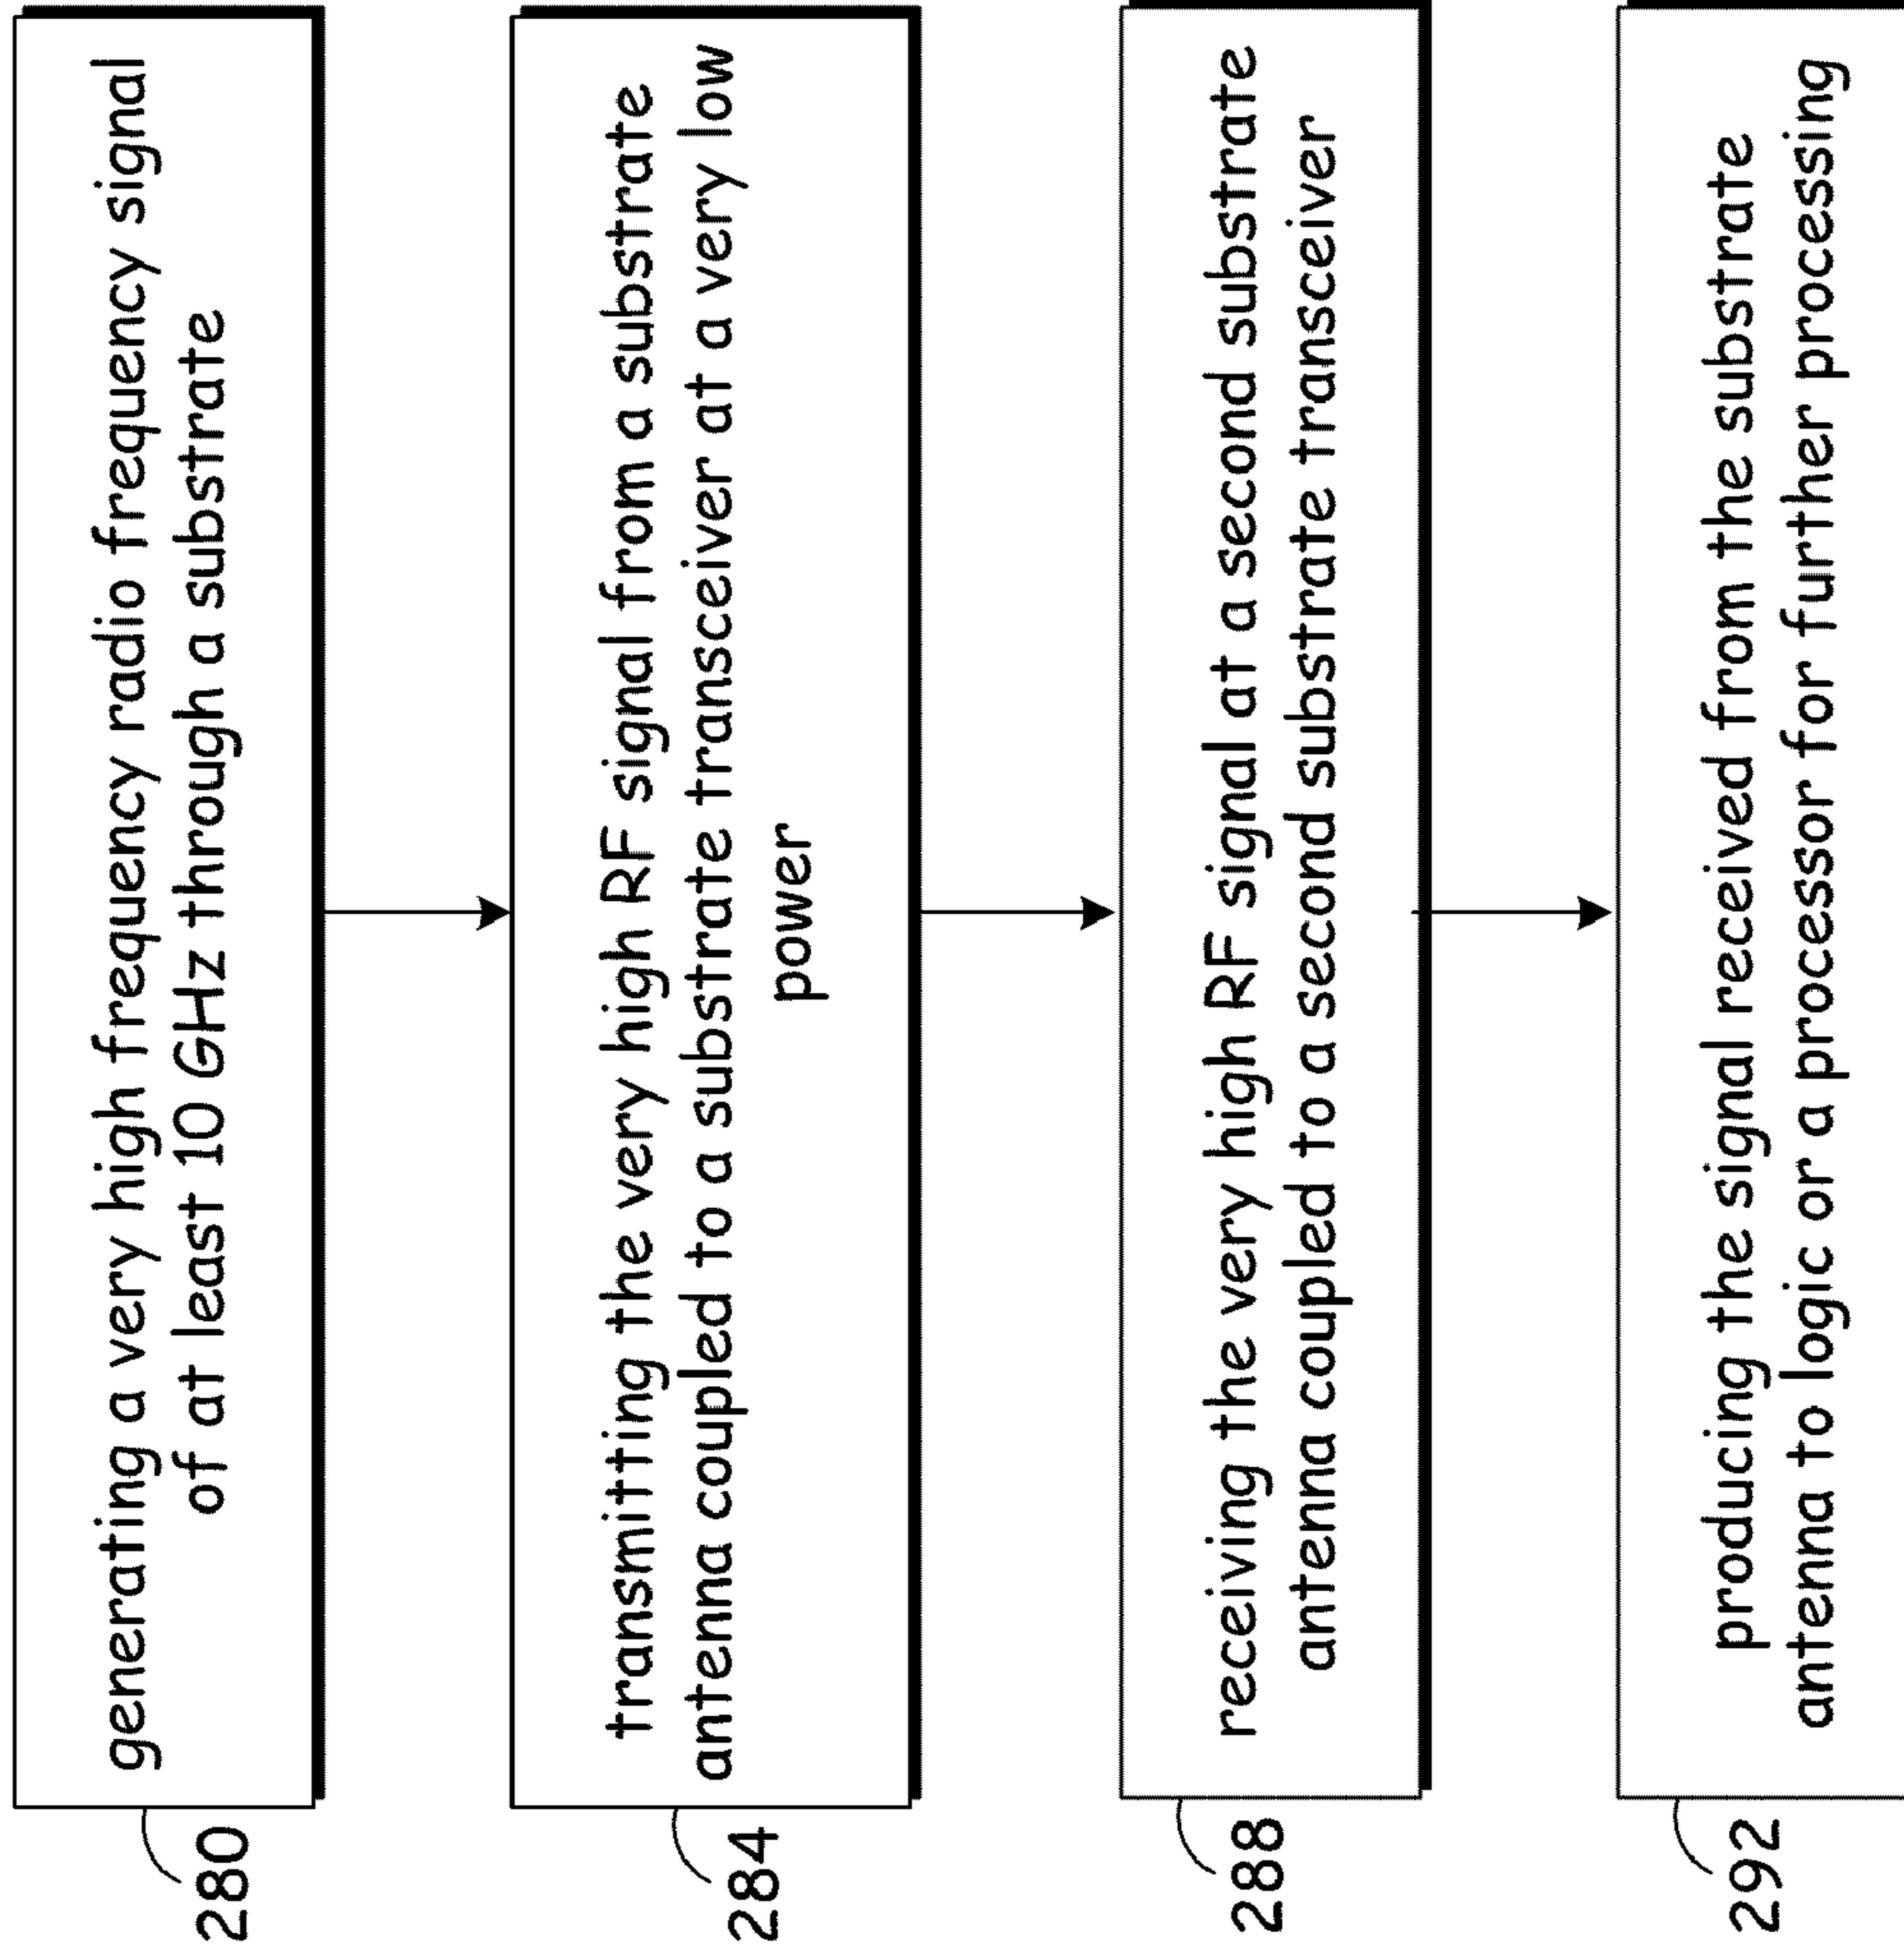 generating a very high frequency radio frequency signal
of at least 10 GHz through a substrate
280
transmitting the very high RF signal from a substrate
antenna coupled to a substrate transceiver at a very low
power
284
receiving the very high RF signal at a second substrate
antenna coupled to a second substrate transceiver
288
producing the signal received from the substrate
antenna to logic or a processor for further processing
292